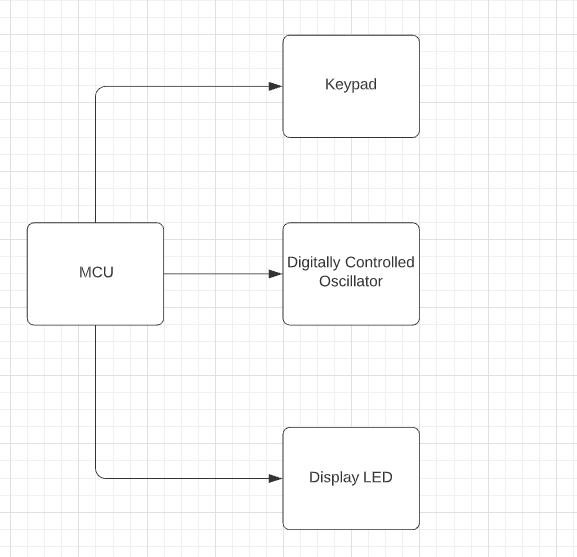 Keypad
MCU
Digitally Controlled
Oscillator
Display LED